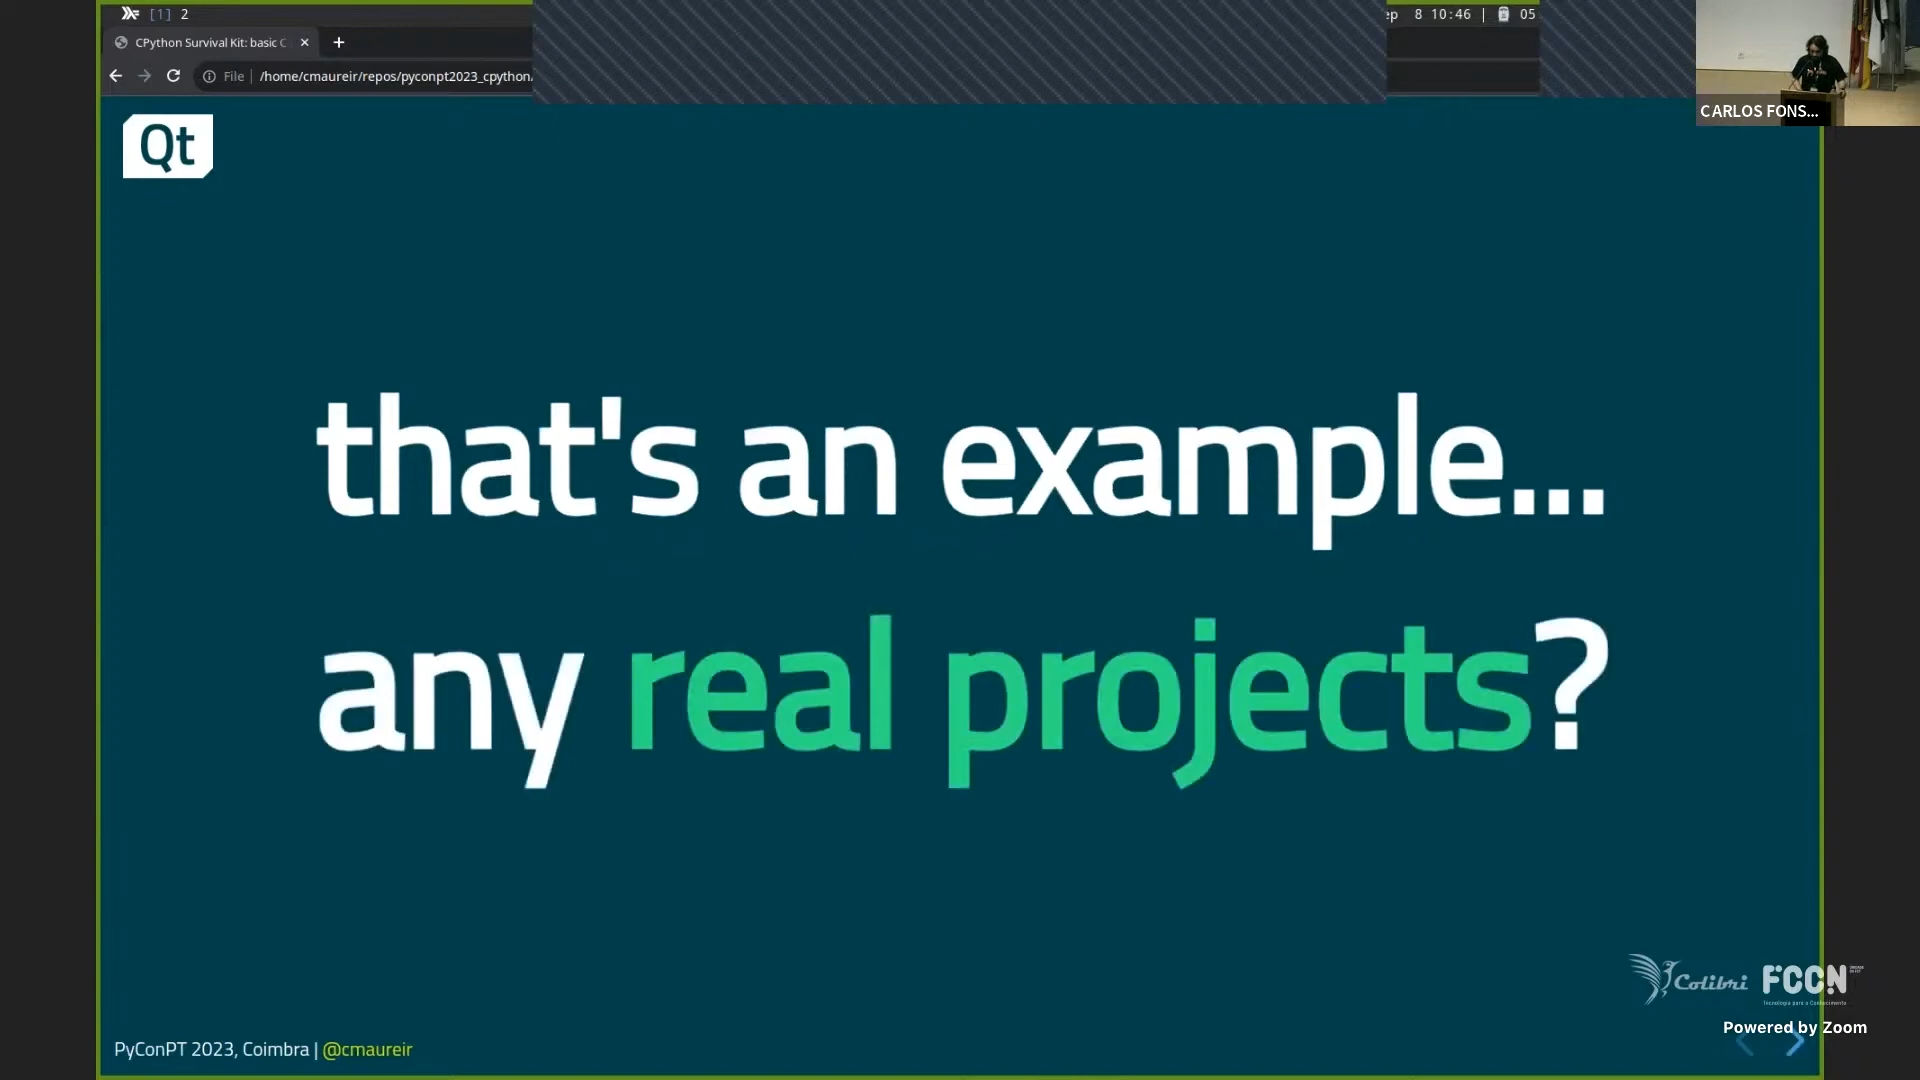 [1] 2
ep 8 10:46 | 05
CPython Survival Kit: basic C
File | /home/cmaureir/repos/pyconpt2023_cpython
CARLOS FONS...
Qt
that's an example...
any real projects?
Colibri FCCN
Powered by Zoom
PyConPT 2023, Coimbra | @cmaureir